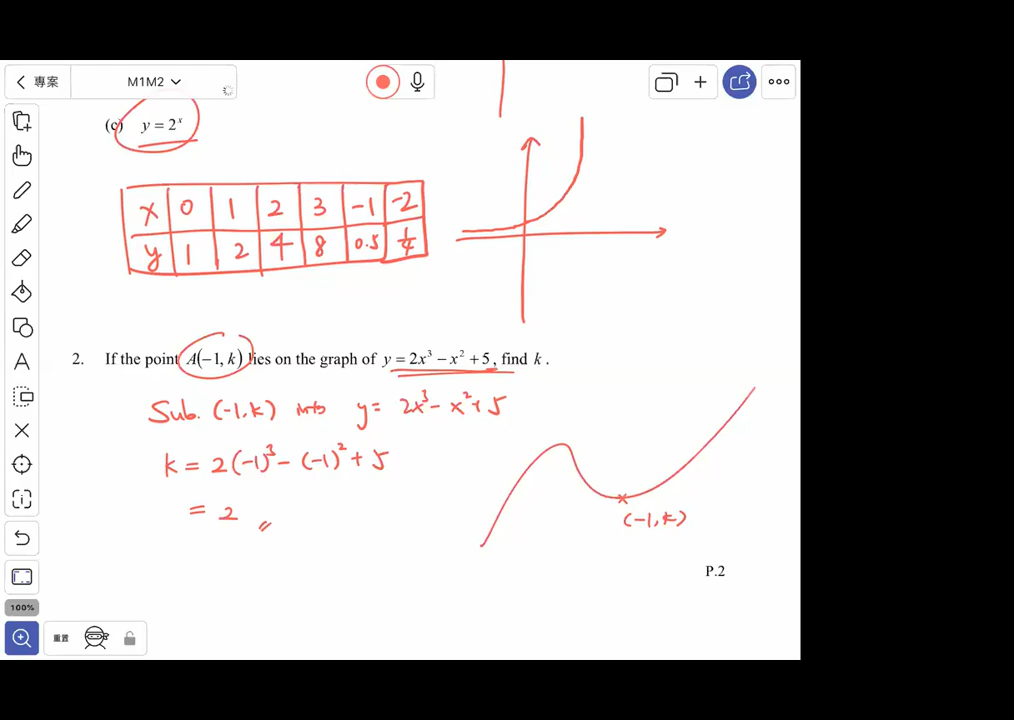 專案
M1M2
(c) y = 2ˣ
x 0 1 2 3 -1 -2
y 1 2 4 8 0.5 1/4
2. If the point A(−1, k) lies on the graph of y = 2x³ − x² + 5, find k.
Sub. (-1,k) into y = 2x³ - x² + 5
k = 2(-1)³ - (-1)² + 5
= 2
(-1,k)
P.2
100%
重置